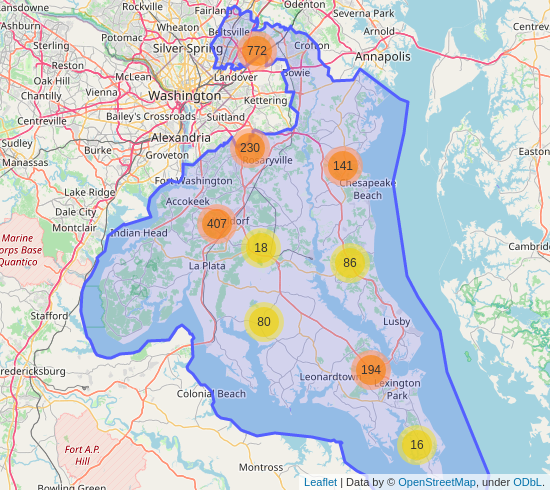 Denton
Lansdowne
Potomac
Rockville
Fairland
Severna Park
Ashburn
Wheaton
Beltsville
Arnold
Sterling
Silver Spring
772
Crofton
Reston
McLean
Annapolis
Oak Hill
Landover
Bowie
Chantilly
Vienna
Washington
Kettering
Centreville
Bailey's Crossroads
Suitland
Sudley
Alexandria
Manassas
Burke
Groveton
230
Rosaryville
141
Easton
Lake Ridge
Fort Washington
Chesapeake
Beach
Dale City
Accokeek
Montclair
407
dorf
Marine
Corps Base
Quantico
Indian Head
18
Cambridge
La Plata
86
Stafford
80
Lusby
Fredericksburg
194
Leonardtown
Lexington
Park
Colonial Beach
Fort A.P.
Hill
16
Montross
Bowling Green
Leaflet | Data by © OpenStreetMap, under ODbL.